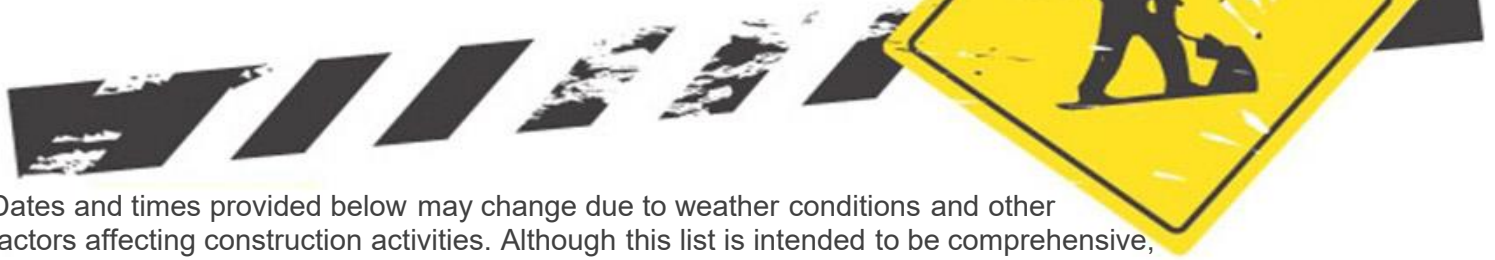 Dates and times provided below may change due to weather conditions and other
factors affecting construction activities. Although this list is intended to be comprehensive,